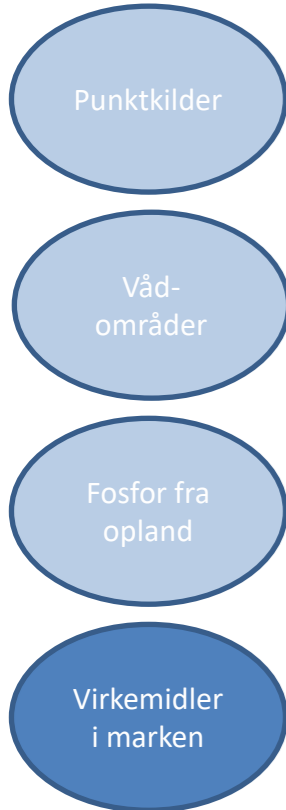 Punktkilder
Våd-
områder
Fosfor fra
opland
Virkemidler
i marken